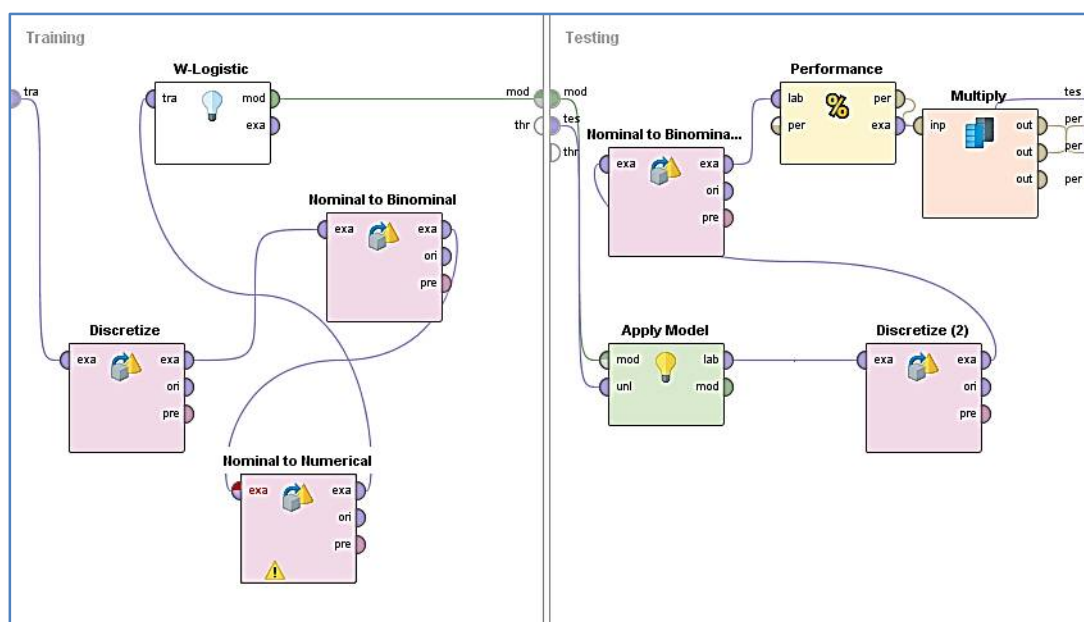 Training
tra
W-Logistic
tra
mod
exa
mod
thr
Nominal to Binominal
exa
exa
ori
pre
Discretize
exa
exa
ori
pre
Nominal to Numerical
exa
exa
ori
pre
Testing
mod
tes
thr
Performance
lab
per
per
exa
%
Multiply
inp
out
out
out
tes
per
per
per
Nominal to Binomina...
exa
exa
ori
pre
Apply Model
mod
unl
lab
mod
Discretize (2)
exa
exa
ori
pre